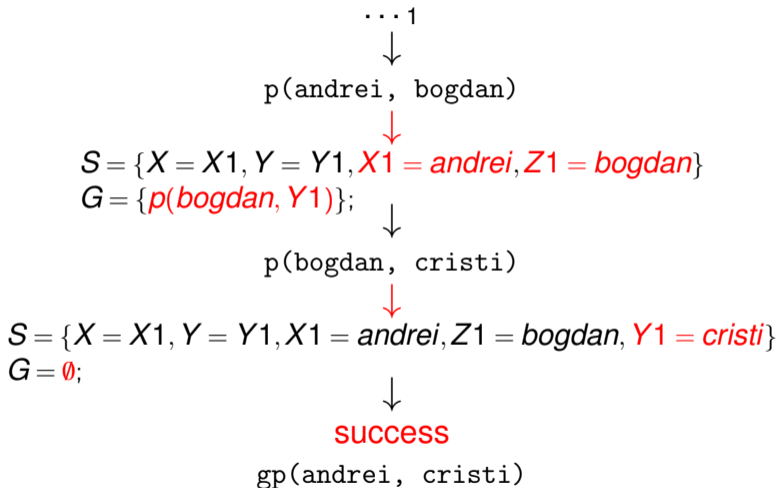 ··· 1
p(andrei, bogdan)
S = {X = X1, Y = Y1, X1 = andrei, Z1 = bogdan}
G = {p(bogdan, Y1)};
p(bogdan, cristi)
S = {X = X1, Y = Y1, X1 = andrei, Z1 = bogdan, Y1 = cristi}
G = ∅;
success
gp(andrei, cristi)